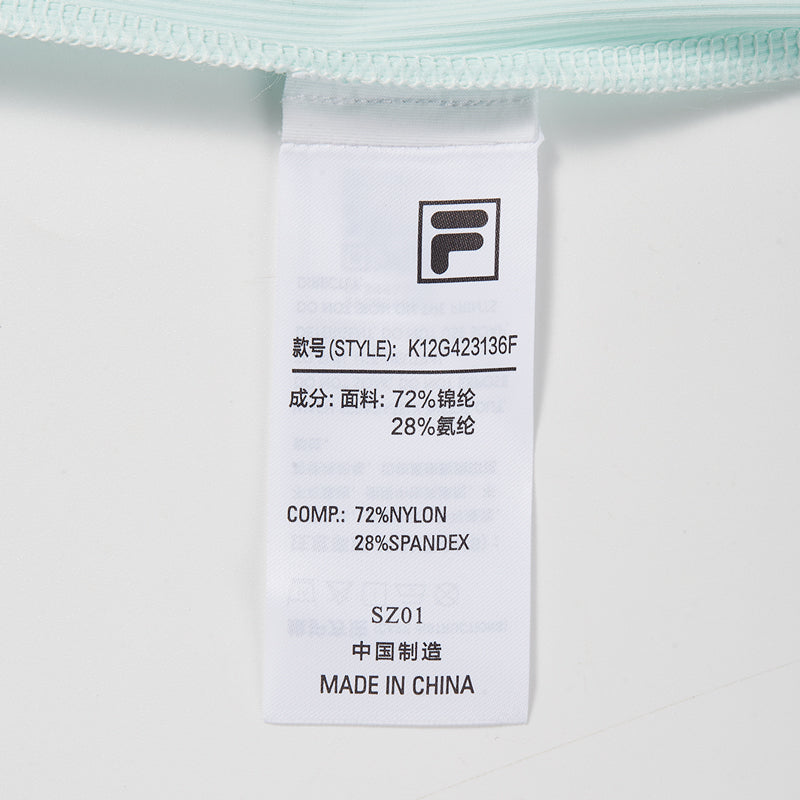 F
款号(STYLE): K12G423136F
成分: 面料: 72%锦纶
28%氨纶
COMP.: 72%NYLON
28%SPANDEX
SZ01
中国制造
MADE IN CHINA